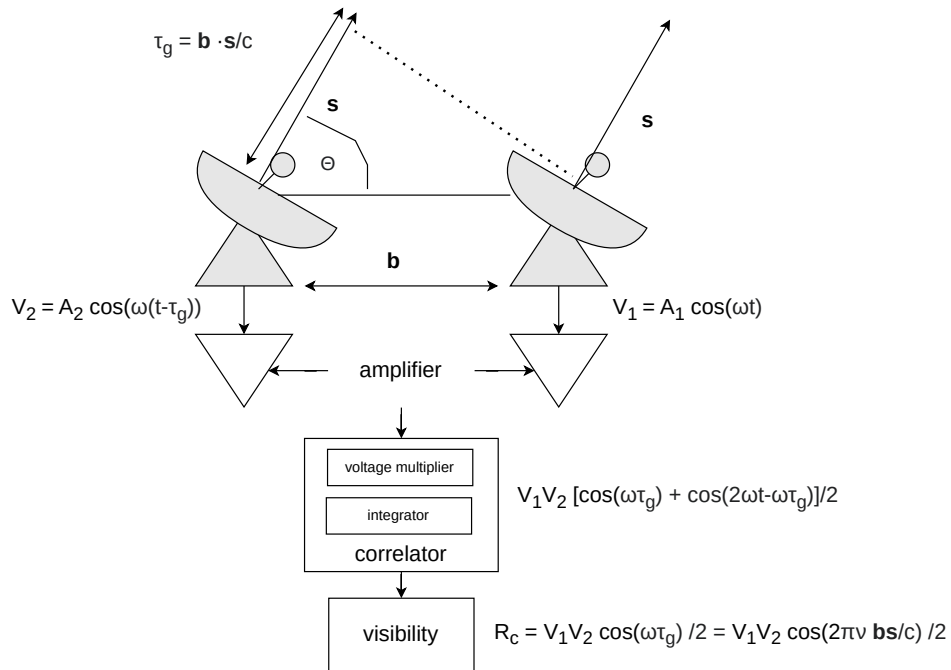 τg = b ·s/c
s
Θ
s
b
V2 = A2 cos(ω(t-τg))
V1 = A1 cos(ωt)
amplifier
voltage multiplier
integrator
correlator
V1V2 [cos(ωτg) + cos(2ωt-ωτg)]/2
visibility
Rc = V1V2 cos(ωτg) /2 = V1V2 cos(2πν bs/c) /2